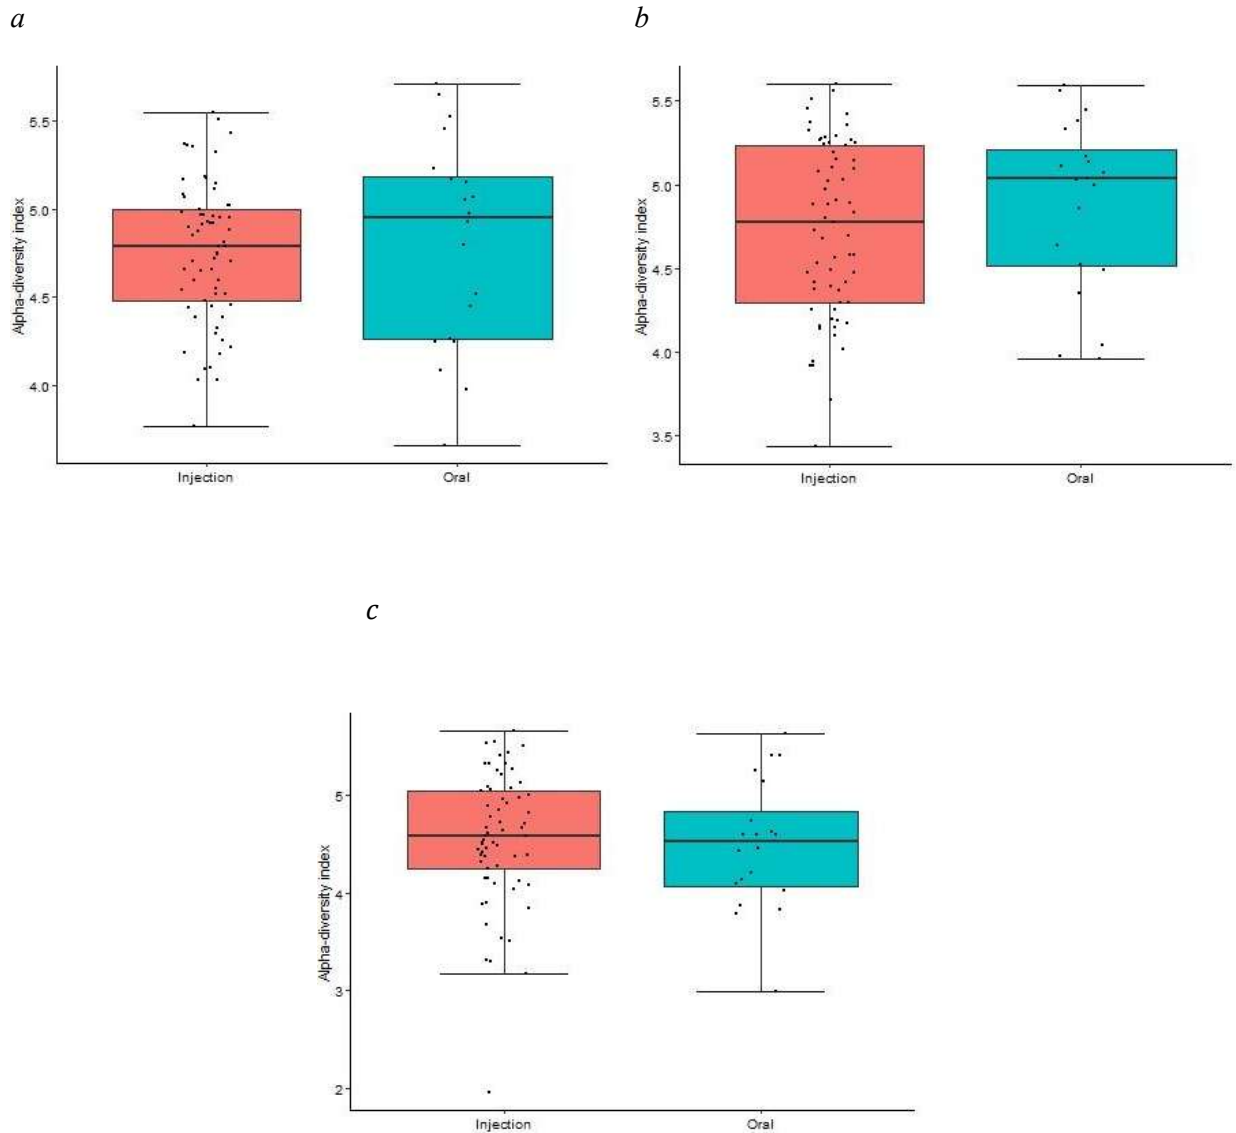 a
b
Alpha-diversity index
5.5
5.0
4.5
4.0
Injection
Oral
Alpha-diversity index
5.5
5.0
4.5
4.0
3.5
Injection
Oral
c
Alpha-diversity index
5
4
3
2
Injection
Oral